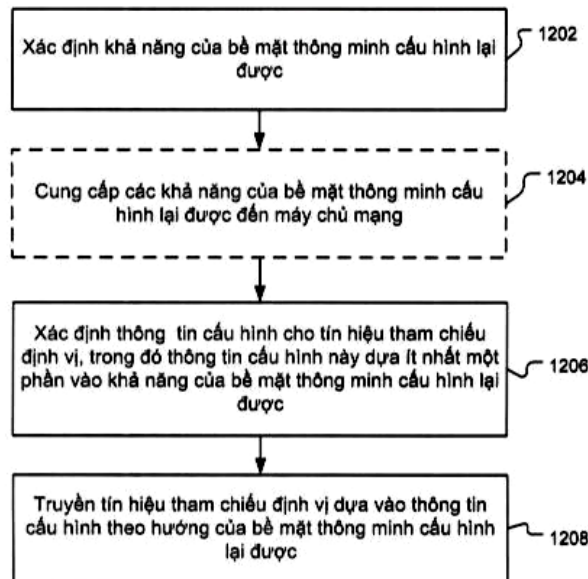 Xác định khả năng của bề mặt thông minh cấu hình lại
được
1202
Cung cấp các khả năng của bề mặt thông minh cấu
hình lại được đến máy chủ mạng
1204
Xác định thông tin cấu hình cho tín hiệu tham chiếu
định vị, trong đó thông tin cấu hình này dựa ít nhất một
phần vào khả năng của bề mặt thông minh cấu hình lại
được
1206
Truyền tín hiệu tham chiếu định vị dựa vào thông tin
cấu hình theo hướng của bề mặt thông minh cấu hình
lại được
1208